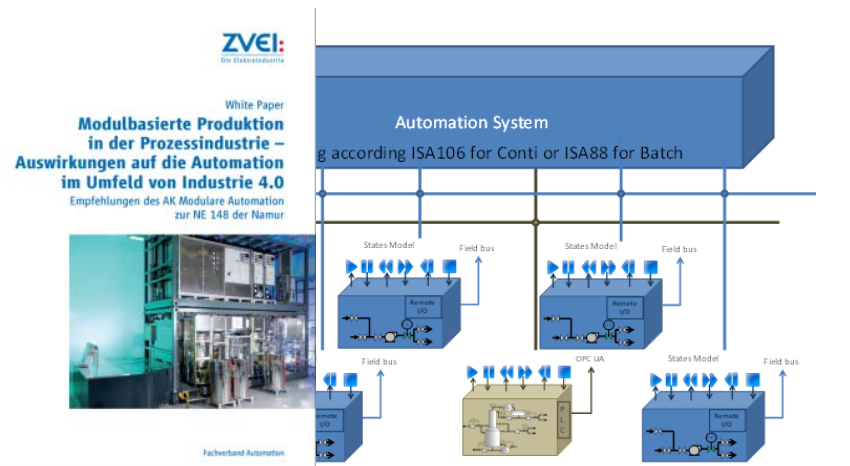 ZVEI:
Die Elektroindustrie
White Paper
Modulbasierte Produktion
in der Prozessindustrie –
Auswirkungen auf die Automation
im Umfeld von Industrie 4.0
Empfehlungen des AK Modulare Automation
zur NE 148 der Namur
Fachverband Automation
Automation System
g according ISA106 for Conti or ISA88 for Batch
States Model
Field bus
Remote
I/O
States Model
Field bus
Remote
I/O
Field bus
emote
I/O
OPC UA
P
L
C
States Model
Field bus
Remote
I/O